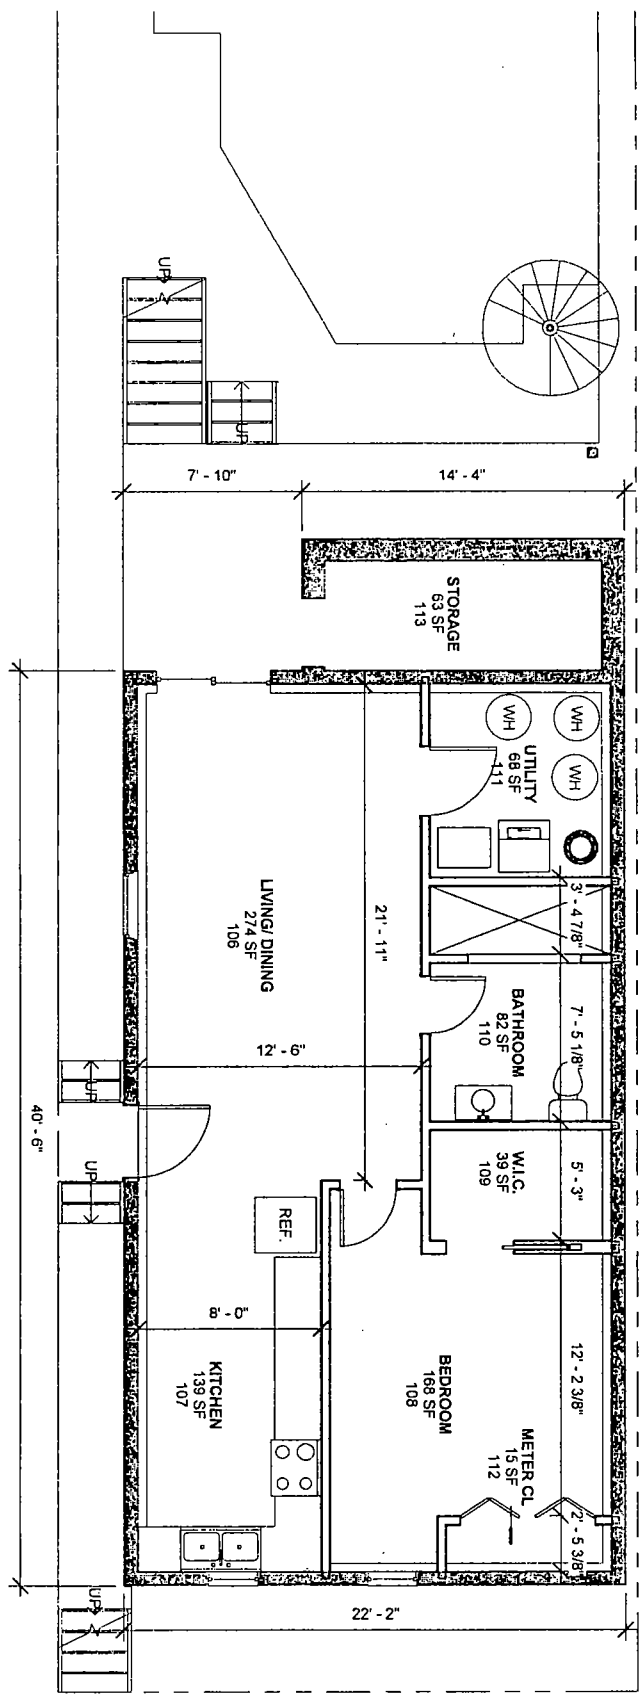 UP
UP
7' - 10"
14' - 4"
STORAGE
63 SF
113
WH
WH
WH
UTILITY
68 SF
111
3' - 4 7/8"
LIVING/ DINING
274 SF
106
21' - 11"
12' - 6"
BATHROOM
82 SF
110
7' - 5 1/8"
UP
40' - 6"
UP
W.I.C.
39 SF
109
5' - 3"
REF.
8' - 0"
KITCHEN
139 SF
107
BEDROOM
168 SF
108
12' - 2 3/8"
METER CL
15 SF
112
2' - 5 3/8"
UP
22' - 2"